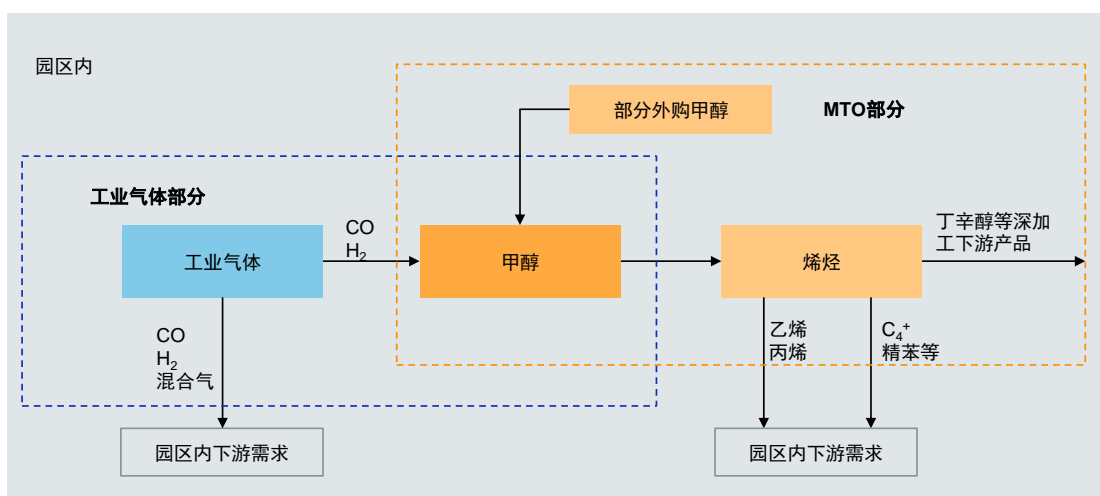 园区内
部分外购甲醇
MTO部分
工业气体部分
CO
H₂
工业气体
甲醇
烯烃
丁辛醇等深加
工下游产品
CO
H₂
混合气
乙烯
丙烯
C₄⁺
精苯等
园区内下游需求
园区内下游需求